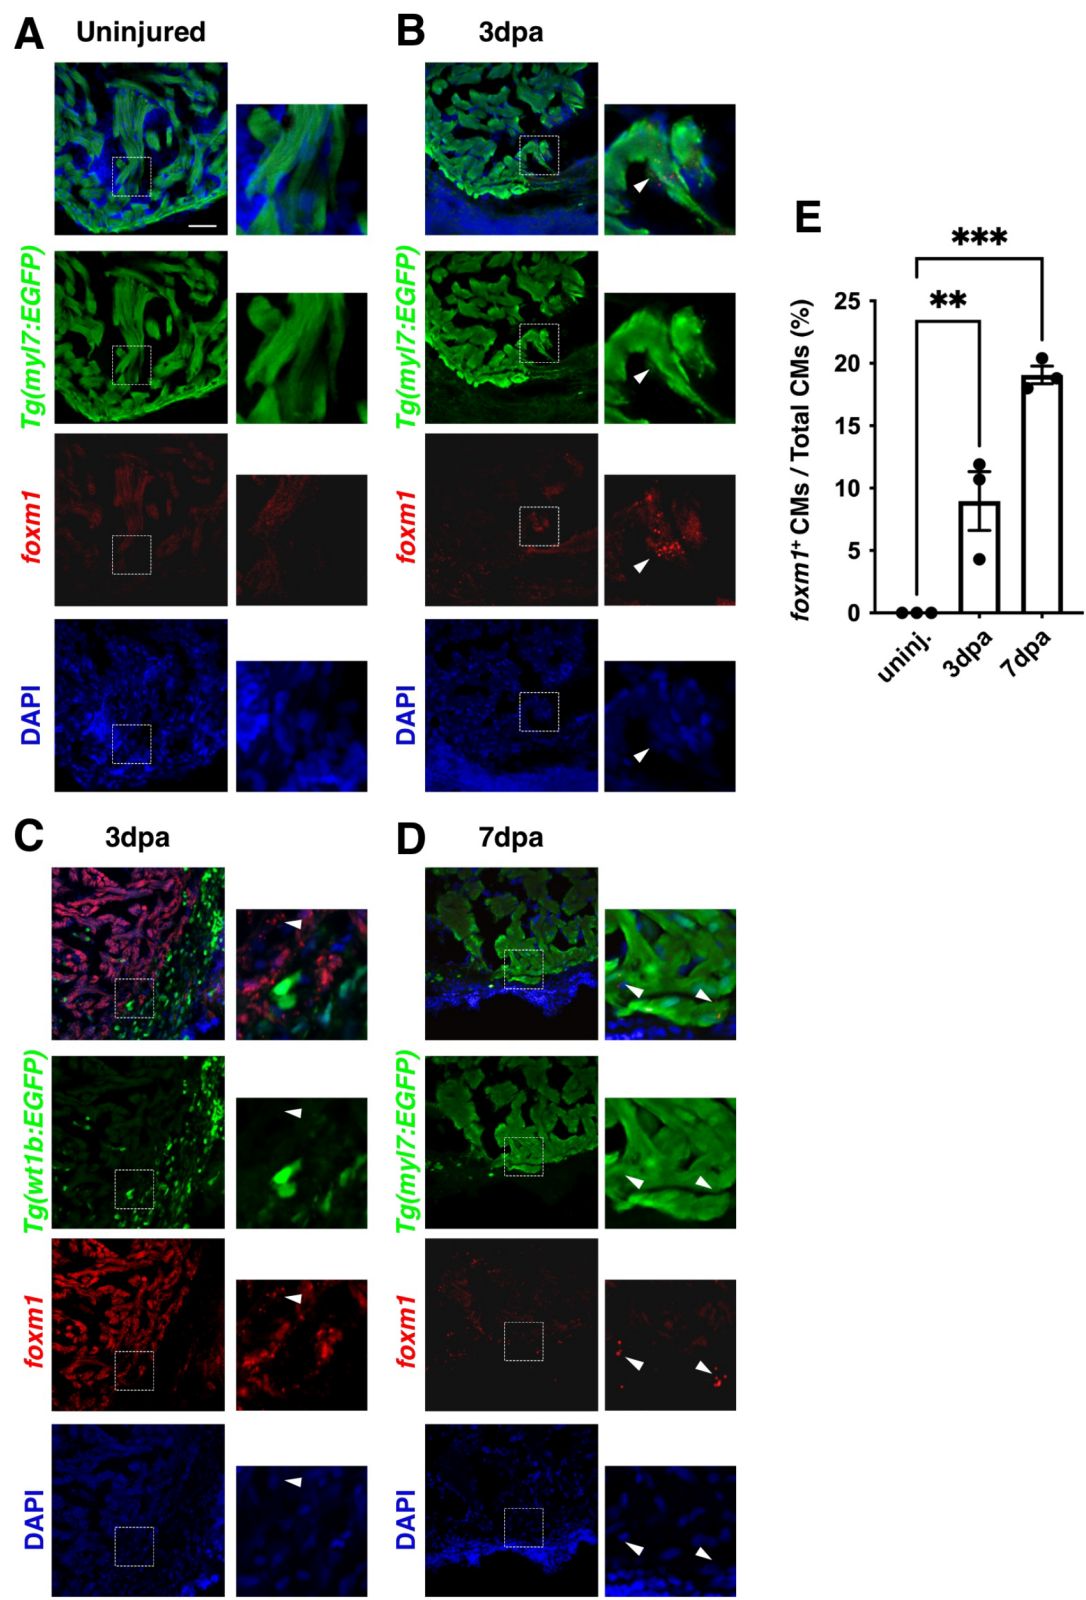 A Uninjured
B 3dpa
Tg(myl7:EGFP)
foxm1
DAPI
Tg(myl7:EGFP)
foxm1
DAPI
E
***
**
foxm1+ CMs / Total CMs (%)
25
20
15
10
5
0
uninj.
3dpa
7dpa
C 3dpa
D 7dpa
Tg(wt1b:EGFP)
foxm1
DAPI
Tg(myl7:EGFP)
foxm1
DAPI